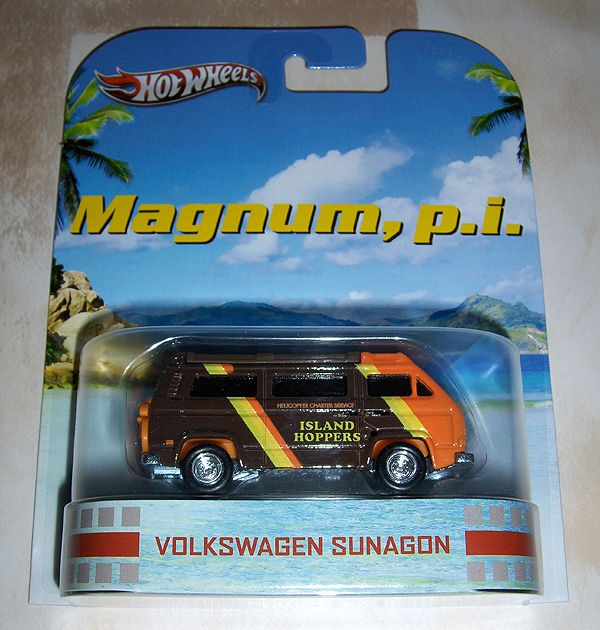 HOT WHEELS
Magnum, p.i.
HELICOPTER CHARTER SERVICE
ISLAND
HOPPERS
VOLKSWAGEN SUNAGON